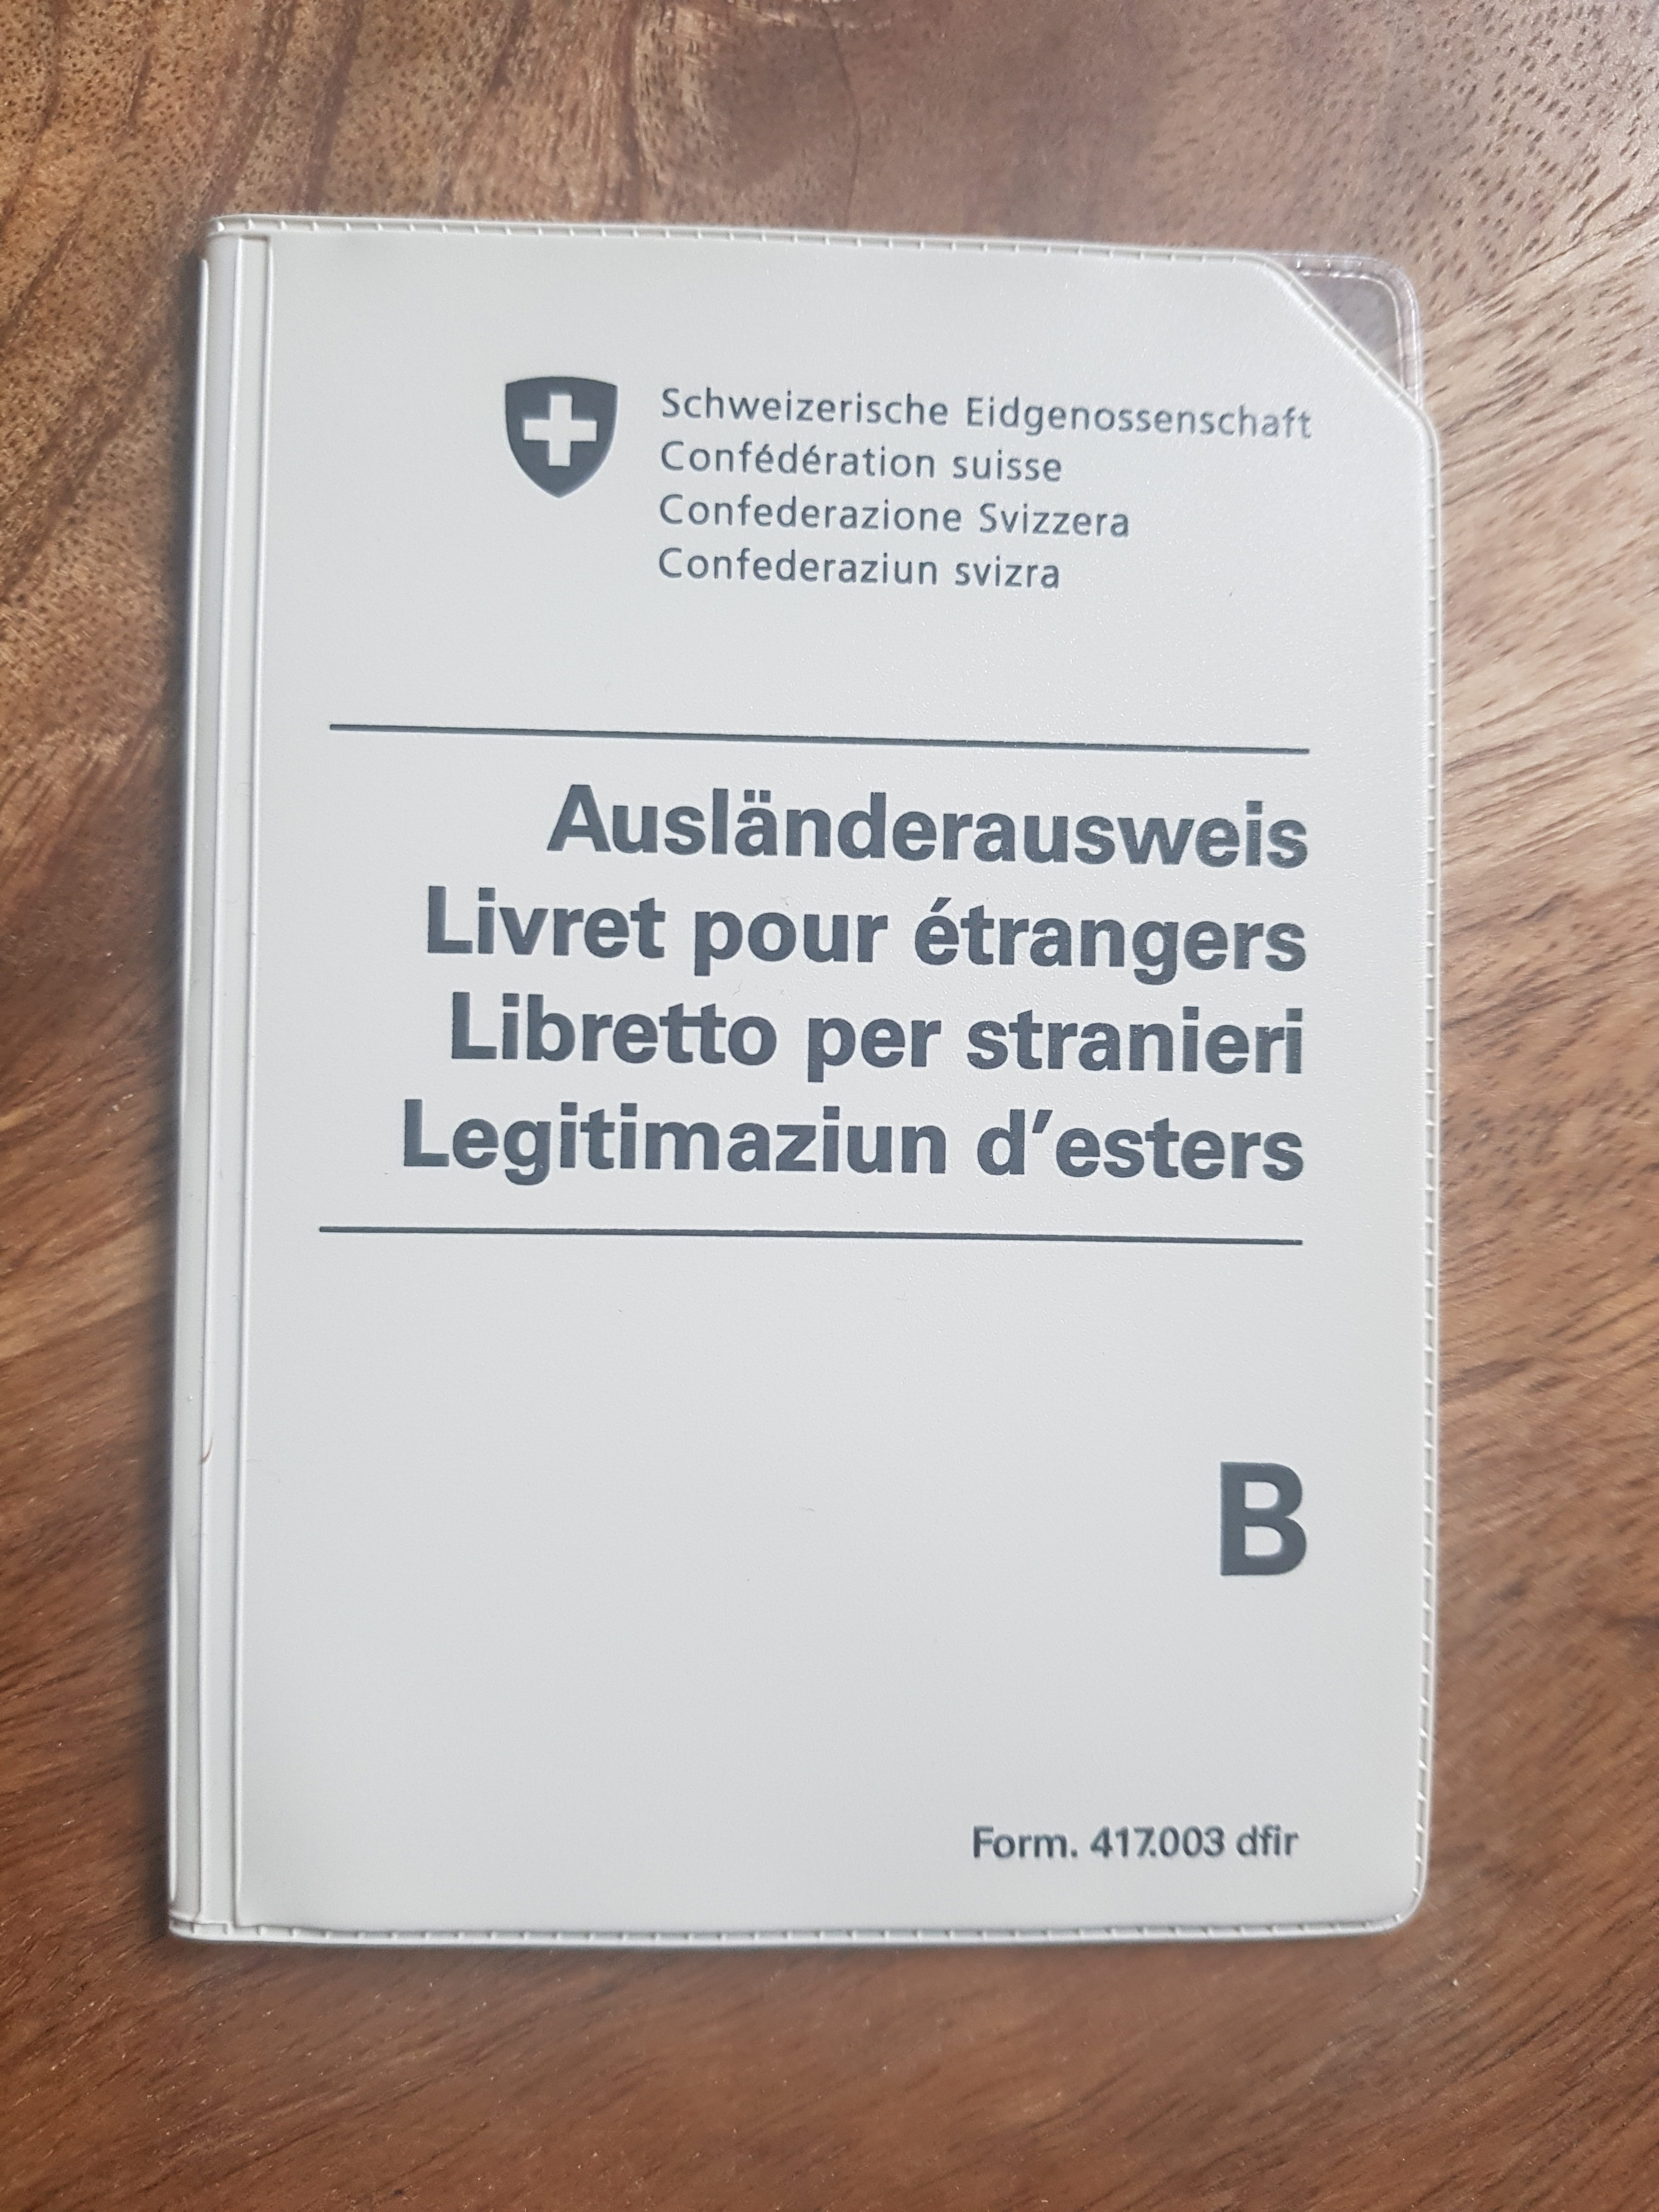 Schweizerische Eidgenossenschaft
Confédération suisse
Confederazione Svizzera
Confederaziun svizra
Ausländerausweis
Livret pour étrangers
Libretto per stranieri
Legitimaziun d'esters
B
Form. 417.003 dfir